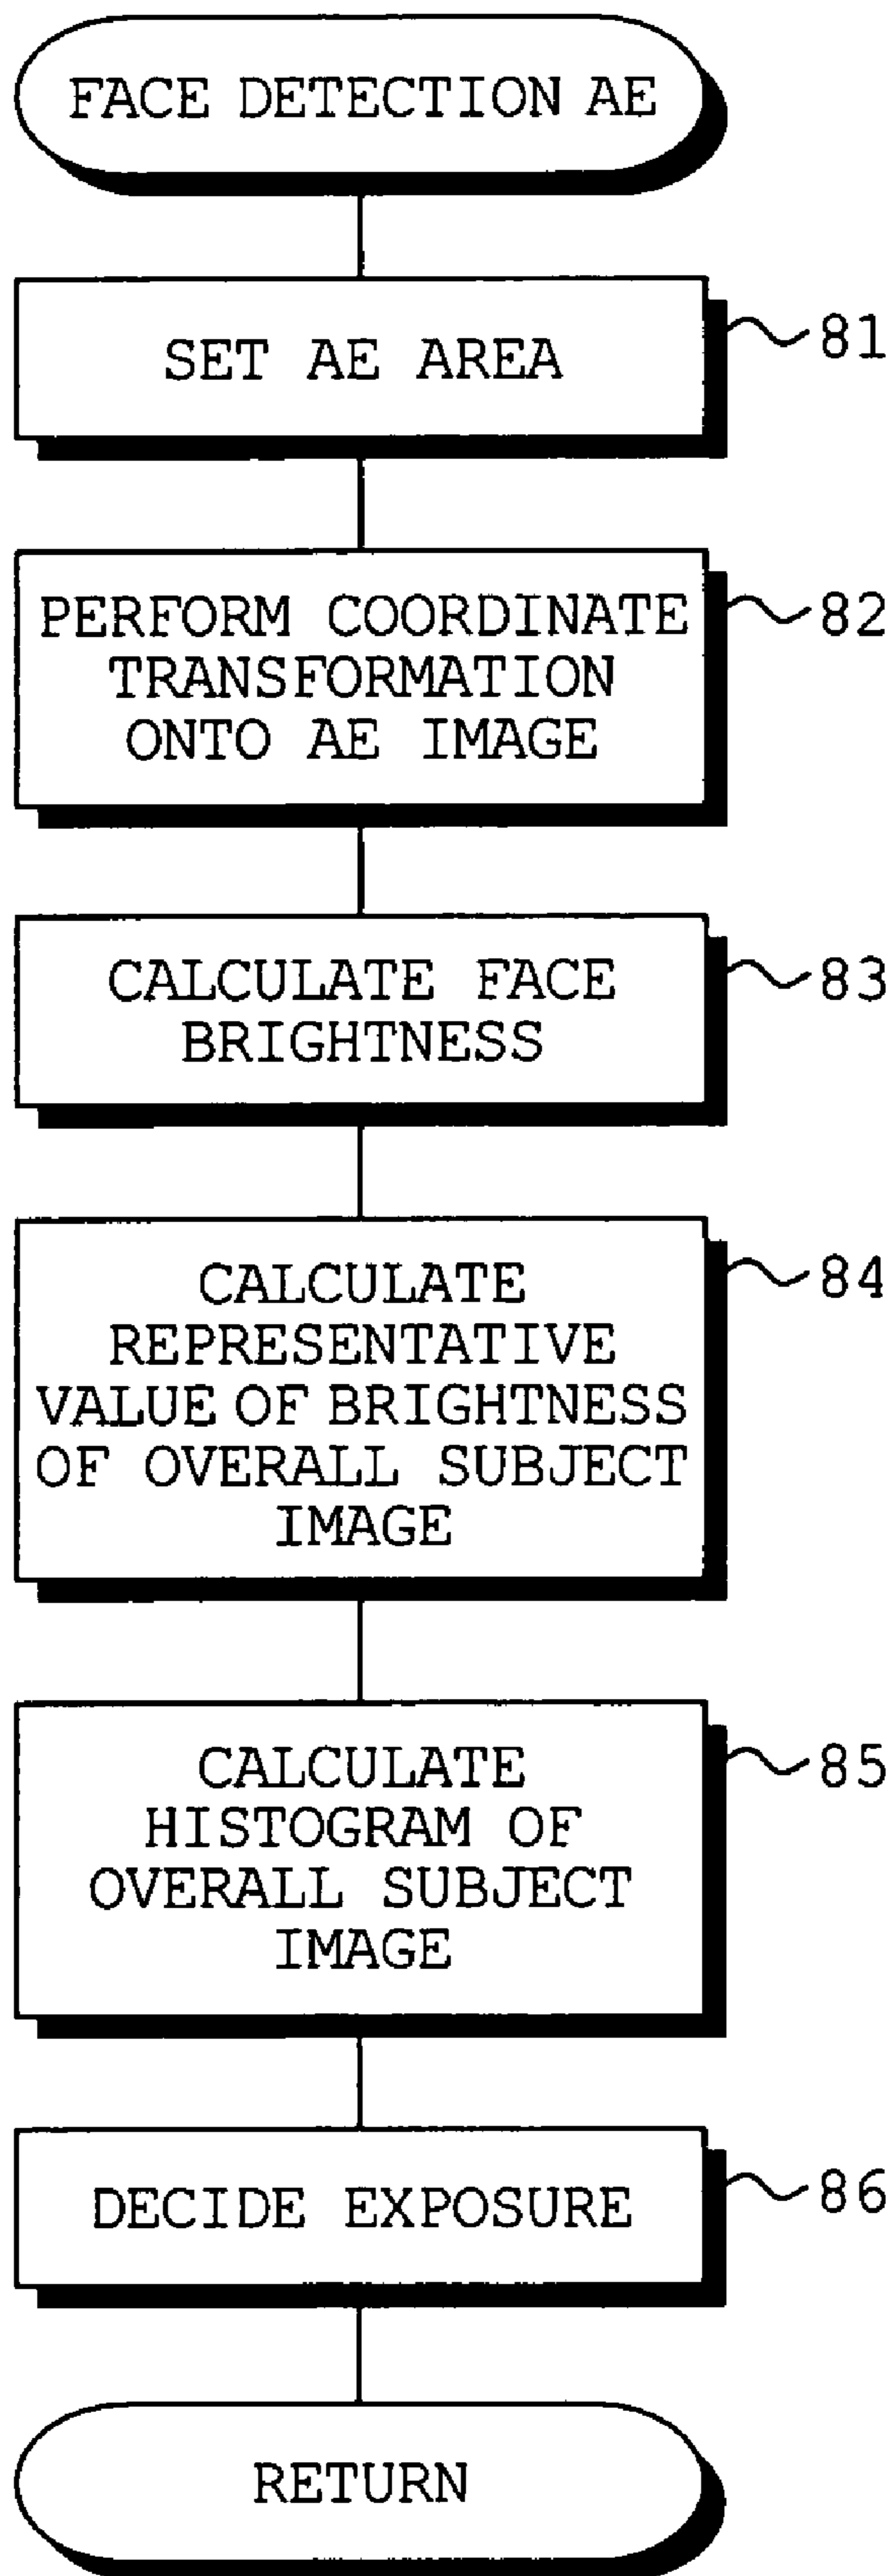 FACE DETECTION AE
SET AE AREA
81
PERFORM COORDINATE
TRANSFORMATION
ONTO AE IMAGE
82
CALCULATE FACE
BRIGHTNESS
83
CALCULATE
REPRESENTATIVE
VALUE OF BRIGHTNESS
OF OVERALL SUBJECT
IMAGE
84
CALCULATE
HISTOGRAM OF
OVERALL SUBJECT
IMAGE
85
DECIDE EXPOSURE
86
RETURN